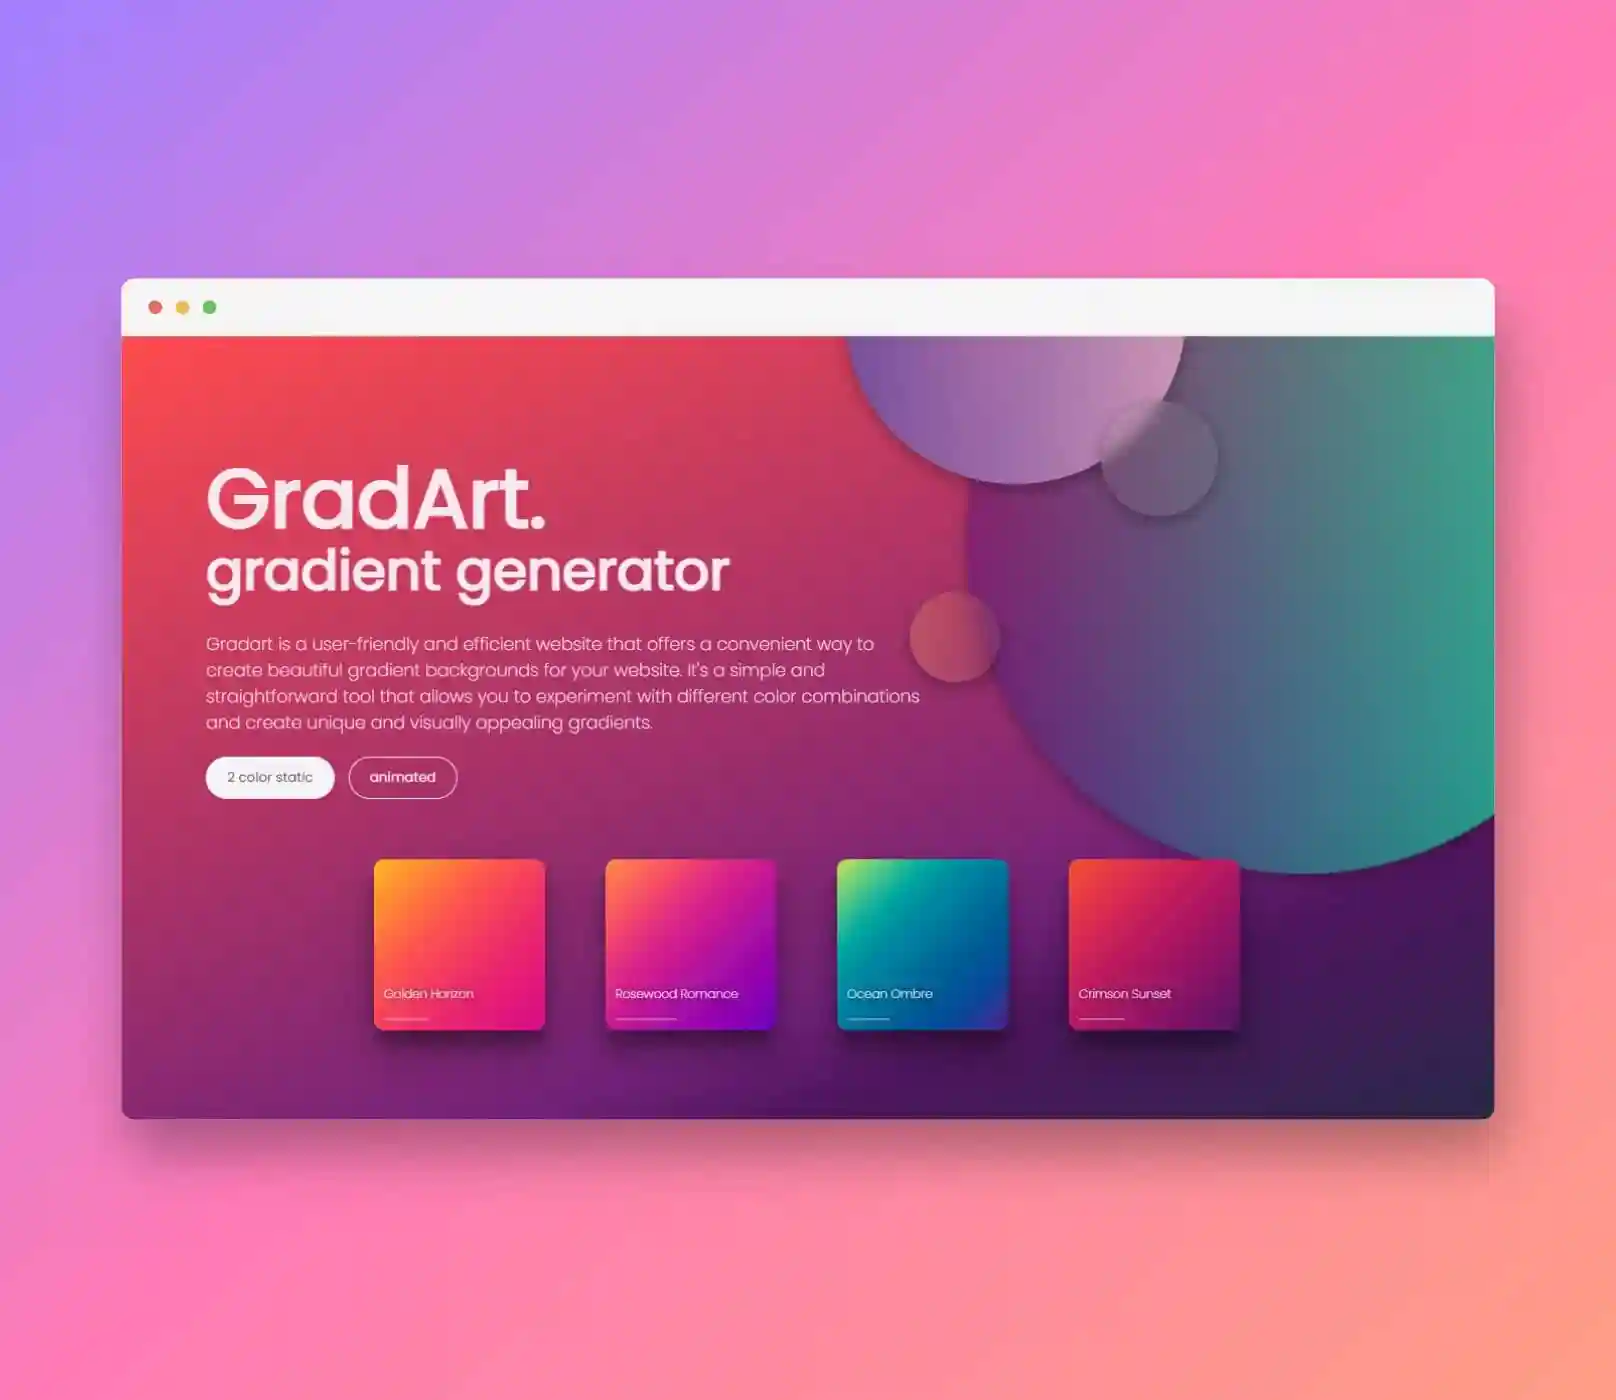 GradArt.
gradient generator
Gradart is a user-friendly and efficient website that offers a convenient way to
create beautiful gradient backgrounds for your website. It's a simple and
straightforward tool that allows you to experiment with different color combinations
and create unique and visually appealing gradients.
2 color static
animated
Golden Horizon
Rosewood Romance
Ocean Ombre
Crimson Sunset